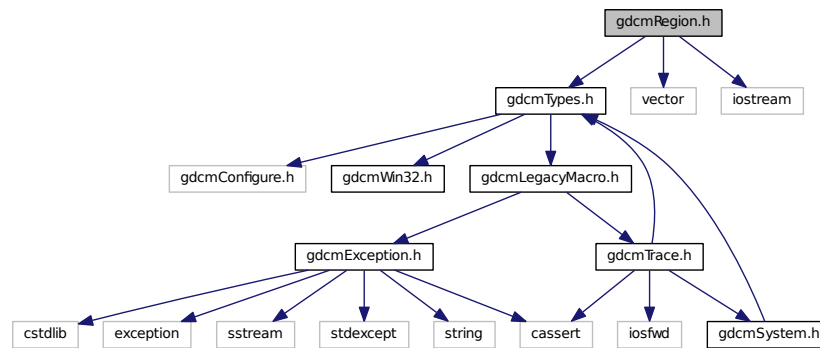 gdcmRegion.h
gdcmTypes.h
vector
iostream
gdcmConfigure.h
gdcmWin32.h
gdcmLegacyMacro.h
gdcmException.h
gdcmTrace.h
cstdlib
exception
sstream
stdexcept
string
cassert
iosfwd
gdcmSystem.h